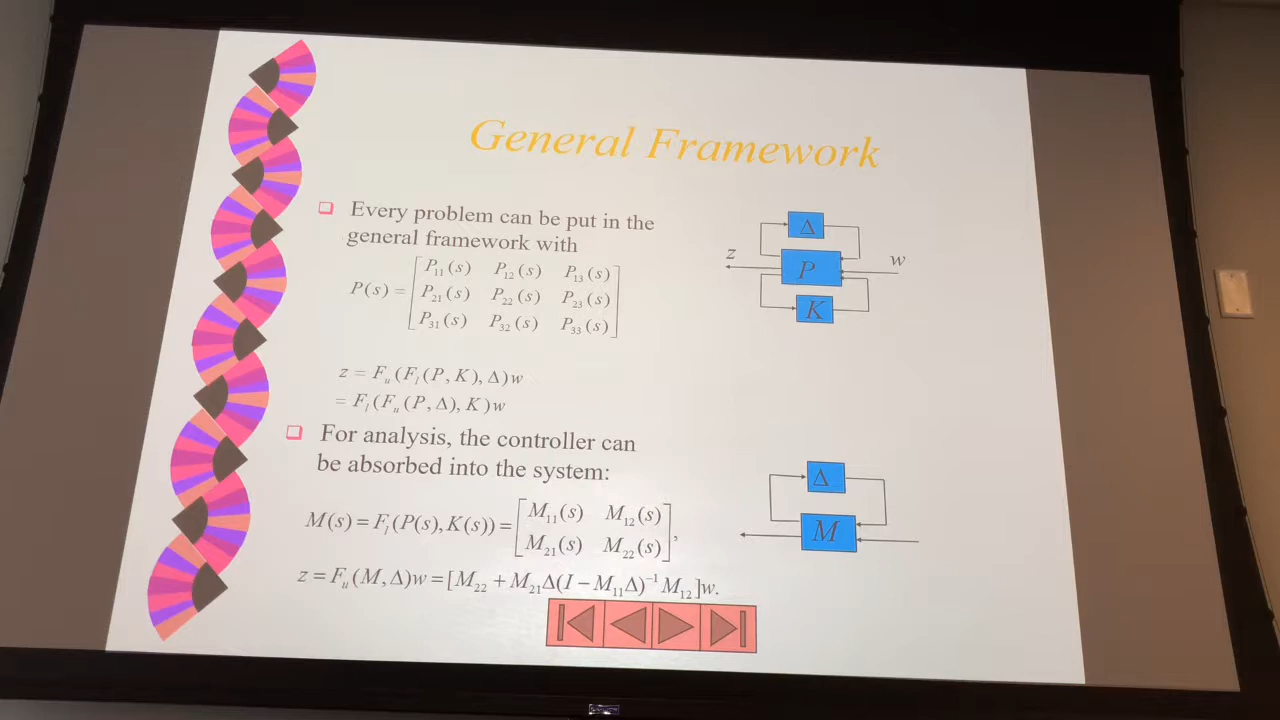 General Framework
Every problem can be put in the
general framework with
P(s) = [P₁₁(s) P₁₂(s) P₁₃(s)
P₂₁(s) P₂₂(s) P₂₃(s)
P₃₁(s) P₃₂(s) P₃₃(s)]
z = Fᵤ(Fₗ(P, K), Δ)w
= Fₗ(Fᵤ(P, Δ), K)w
Δ
z
P
w
K
For analysis, the controller can
be absorbed into the system:
M(s) = Fₗ(P(s), K(s)) = [M₁₁(s) M₁₂(s)
M₂₁(s) M₂₂(s)],
z = Fᵤ(M, Δ)w = [M₂₂ + M₂₁Δ(I − M₁₁Δ)⁻¹ M₁₂]w.
Δ
M